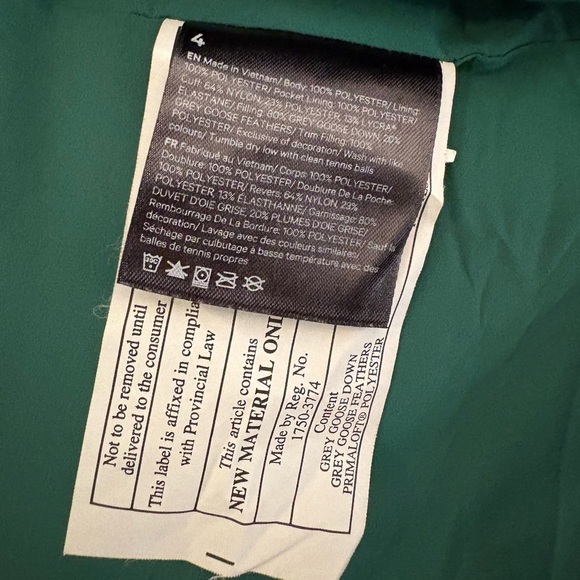 4
EN Made in Vietnam/ Body: 100% POLYESTER/ Lining:
100% POLYESTER/ Pocket Lining: 100% POLYESTER/
Cuff: 64% NYLON, 23% POLYESTER, 13% LYCRA®
ELASTANE/ Filling: 80% GREY GOOSE DOWN, 20%
GREY GOOSE FEATHERS/ Trim Filling: 100%
POLYESTER/ Exclusive of decoration/ Wash with like
colours/ Tumble dry low with clean tennis balls
FR Fabriqué au Vietnam/ Corps: 100% POLYESTER/
Doublure: 100% POLYESTER/ Doublure De La Poche:
100% POLYESTER/ Revers: 64% NYLON, 23%
POLYESTER, 13% ÉLASTHANNE/ Garnissage: 80%
DUVET D'OIE GRISE, 20% PLUMES D'OIE GRISE/
Rembourrage De La Bordure: 100% POLYESTER/ Sauf la
décoration/ Lavage avec des couleurs similaires/
Séchage par culbutage à basse température avec des
balles de tennis propres
Not to be removed until
delivered to the consumer
This label is affixed in complia
with Provincial Law
This article contains
NEW MATERIAL ONL
Made by Reg. No.
1750-3774
Content
GREY GOOSE DOWN
GREY GOOSE FEATHERS
PRIMALOFT® POLYESTER